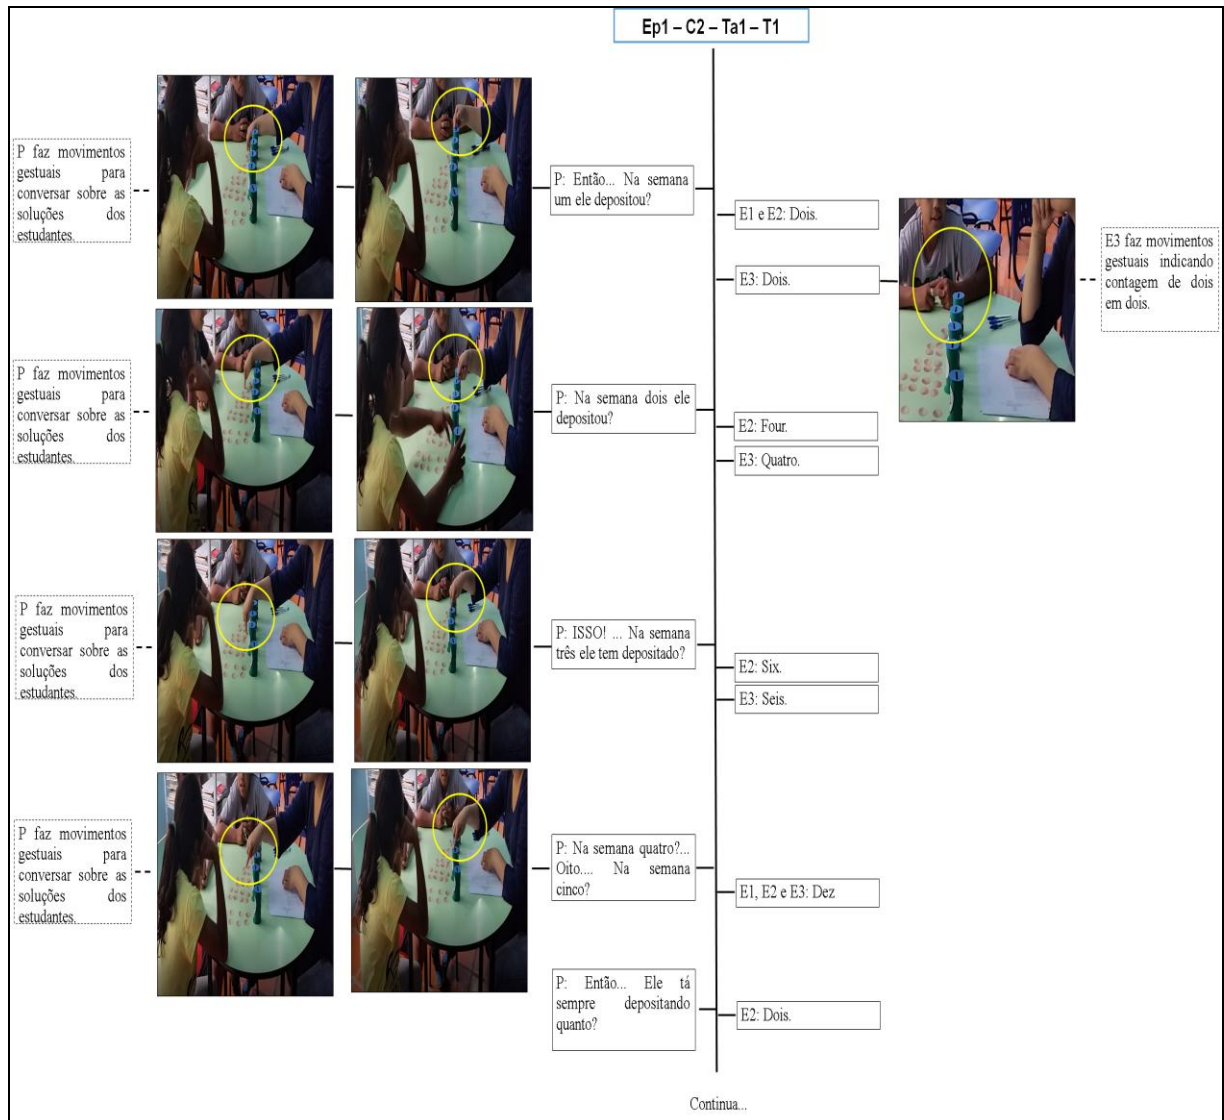 Ep1 – C2 – Ta1 – T1
P faz movimentos
gestuais para
conversar sobre as
soluções dos
estudantes.
P: Então... Na semana
um ele depositou?
E1 e E2: Dois.
E3: Dois.
E3 faz movimentos
gestuais indicando
contagem de dois
em dois.
P faz movimentos
gestuais para
conversar sobre as
soluções dos
estudantes.
P: Na semana dois ele
depositou?
E2: Four.
E3: Quatro.
P faz movimentos
gestuais para
conversar sobre as
soluções dos
estudantes.
P: ISSO! ... Na semana
três ele tem depositado?
E2: Six.
E3: Seis.
P faz movimentos
gestuais para
conversar sobre as
soluções dos
estudantes.
P: Na semana quatro?...
Oito.... Na semana
cinco?
E1, E2 e E3: Dez
P: Então... Ele tá
sempre depositando
quanto?
E2: Dois.
Continua...